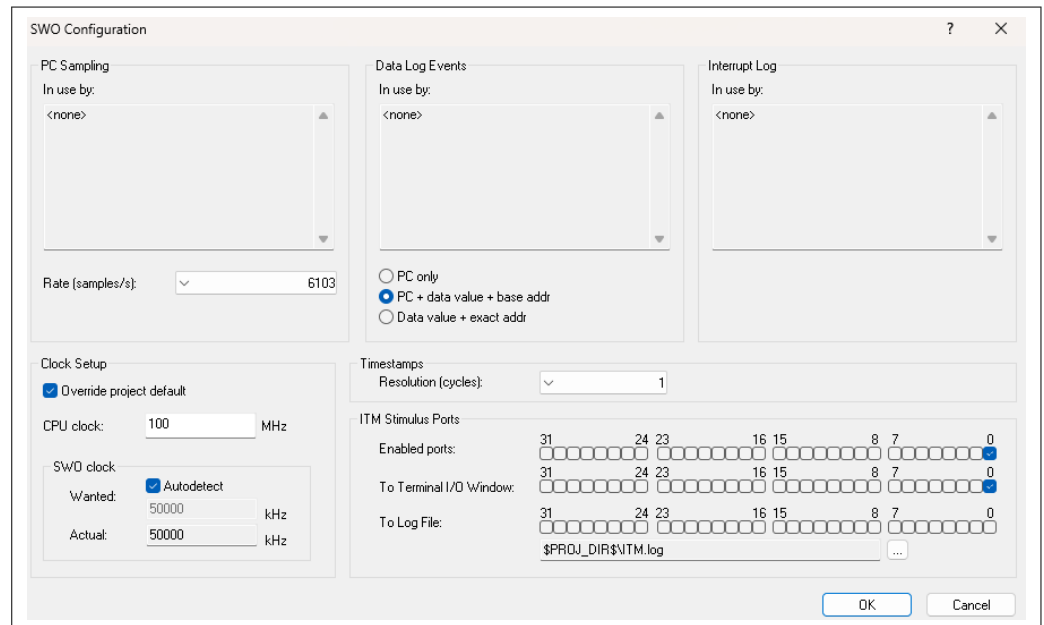 SWO Configuration ? ×
PC Sampling
In use by:
<none>
Rate (samples/s): 6103
Data Log Events
In use by:
<none>
PC only
PC + data value + base addr
Data value + exact addr
Interrupt Log
In use by:
<none>
Clock Setup
Override project default
CPU clock: 100 MHz
SWO clock
Autodetect
Wanted: 50000 kHz
Actual: 50000 kHz
Timestamps
Resolution (cycles): 1
ITM Stimulus Ports
31 24 23 16 15 8 7 0
Enabled ports:
31 24 23 16 15 8 7 0
To Terminal I/O Window:
31 24 23 16 15 8 7 0
To Log File:
$PROJ_DIR$\ITM.log ...
OK Cancel